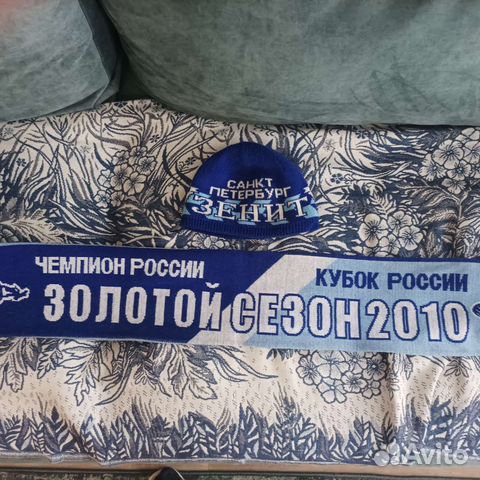 САНКТ
ПЕТЕРБУРГ
ЗЕНИТ
ЧЕМПИОН РОССИИ
КУБОК РОССИИ
ЗОЛОТОЙ СЕЗОН 2010
Avito